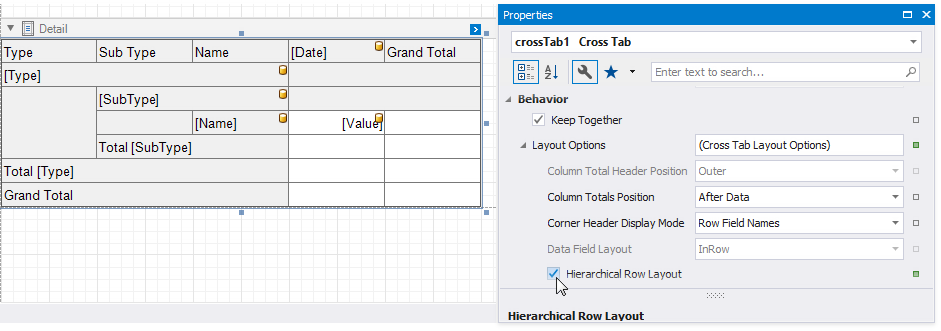 Detail
Type Sub Type Name [Date] Grand Total
[Type]
[SubType]
[Name] [Value]
Total [SubType]
Total [Type]
Grand Total
Properties
crossTab1 Cross Tab
Enter text to search...
Behavior
Keep Together
Layout Options (Cross Tab Layout Options)
Column Total Header Position Outer
Column Totals Position After Data
Corner Header Display Mode Row Field Names
Data Field Layout InRow
Hierarchical Row Layout
Hierarchical Row Layout